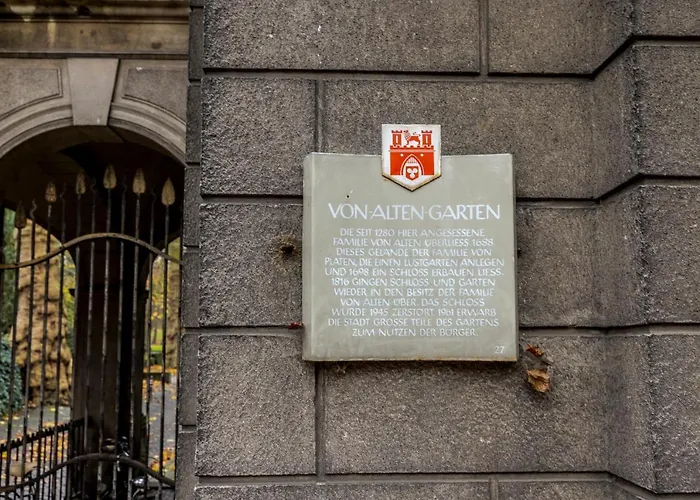 VON·ALTEN·GARTEN
DIE SEIT 1280 HIER ANGESESSENE
FAMILIE VON ALTEN ÜBERLIESS 1688
DIESES GELÄNDE DER FAMILIE VON
PLATEN, DIE EINEN LUSTGARTEN ANLEGEN
UND 1698 EIN SCHLOSS ERBAUEN LIESS.
1816 GINGEN SCHLOSS UND GARTEN
WIEDER IN DEN BESITZ DER FAMILIE
VON ALTEN ÜBER. DAS SCHLOSS
WURDE 1945 ZERSTÖRT. 1961 ERWARB
DIE STADT GROSSE TEILE DES GARTENS
ZUM NUTZEN DER BÜRGER.
27